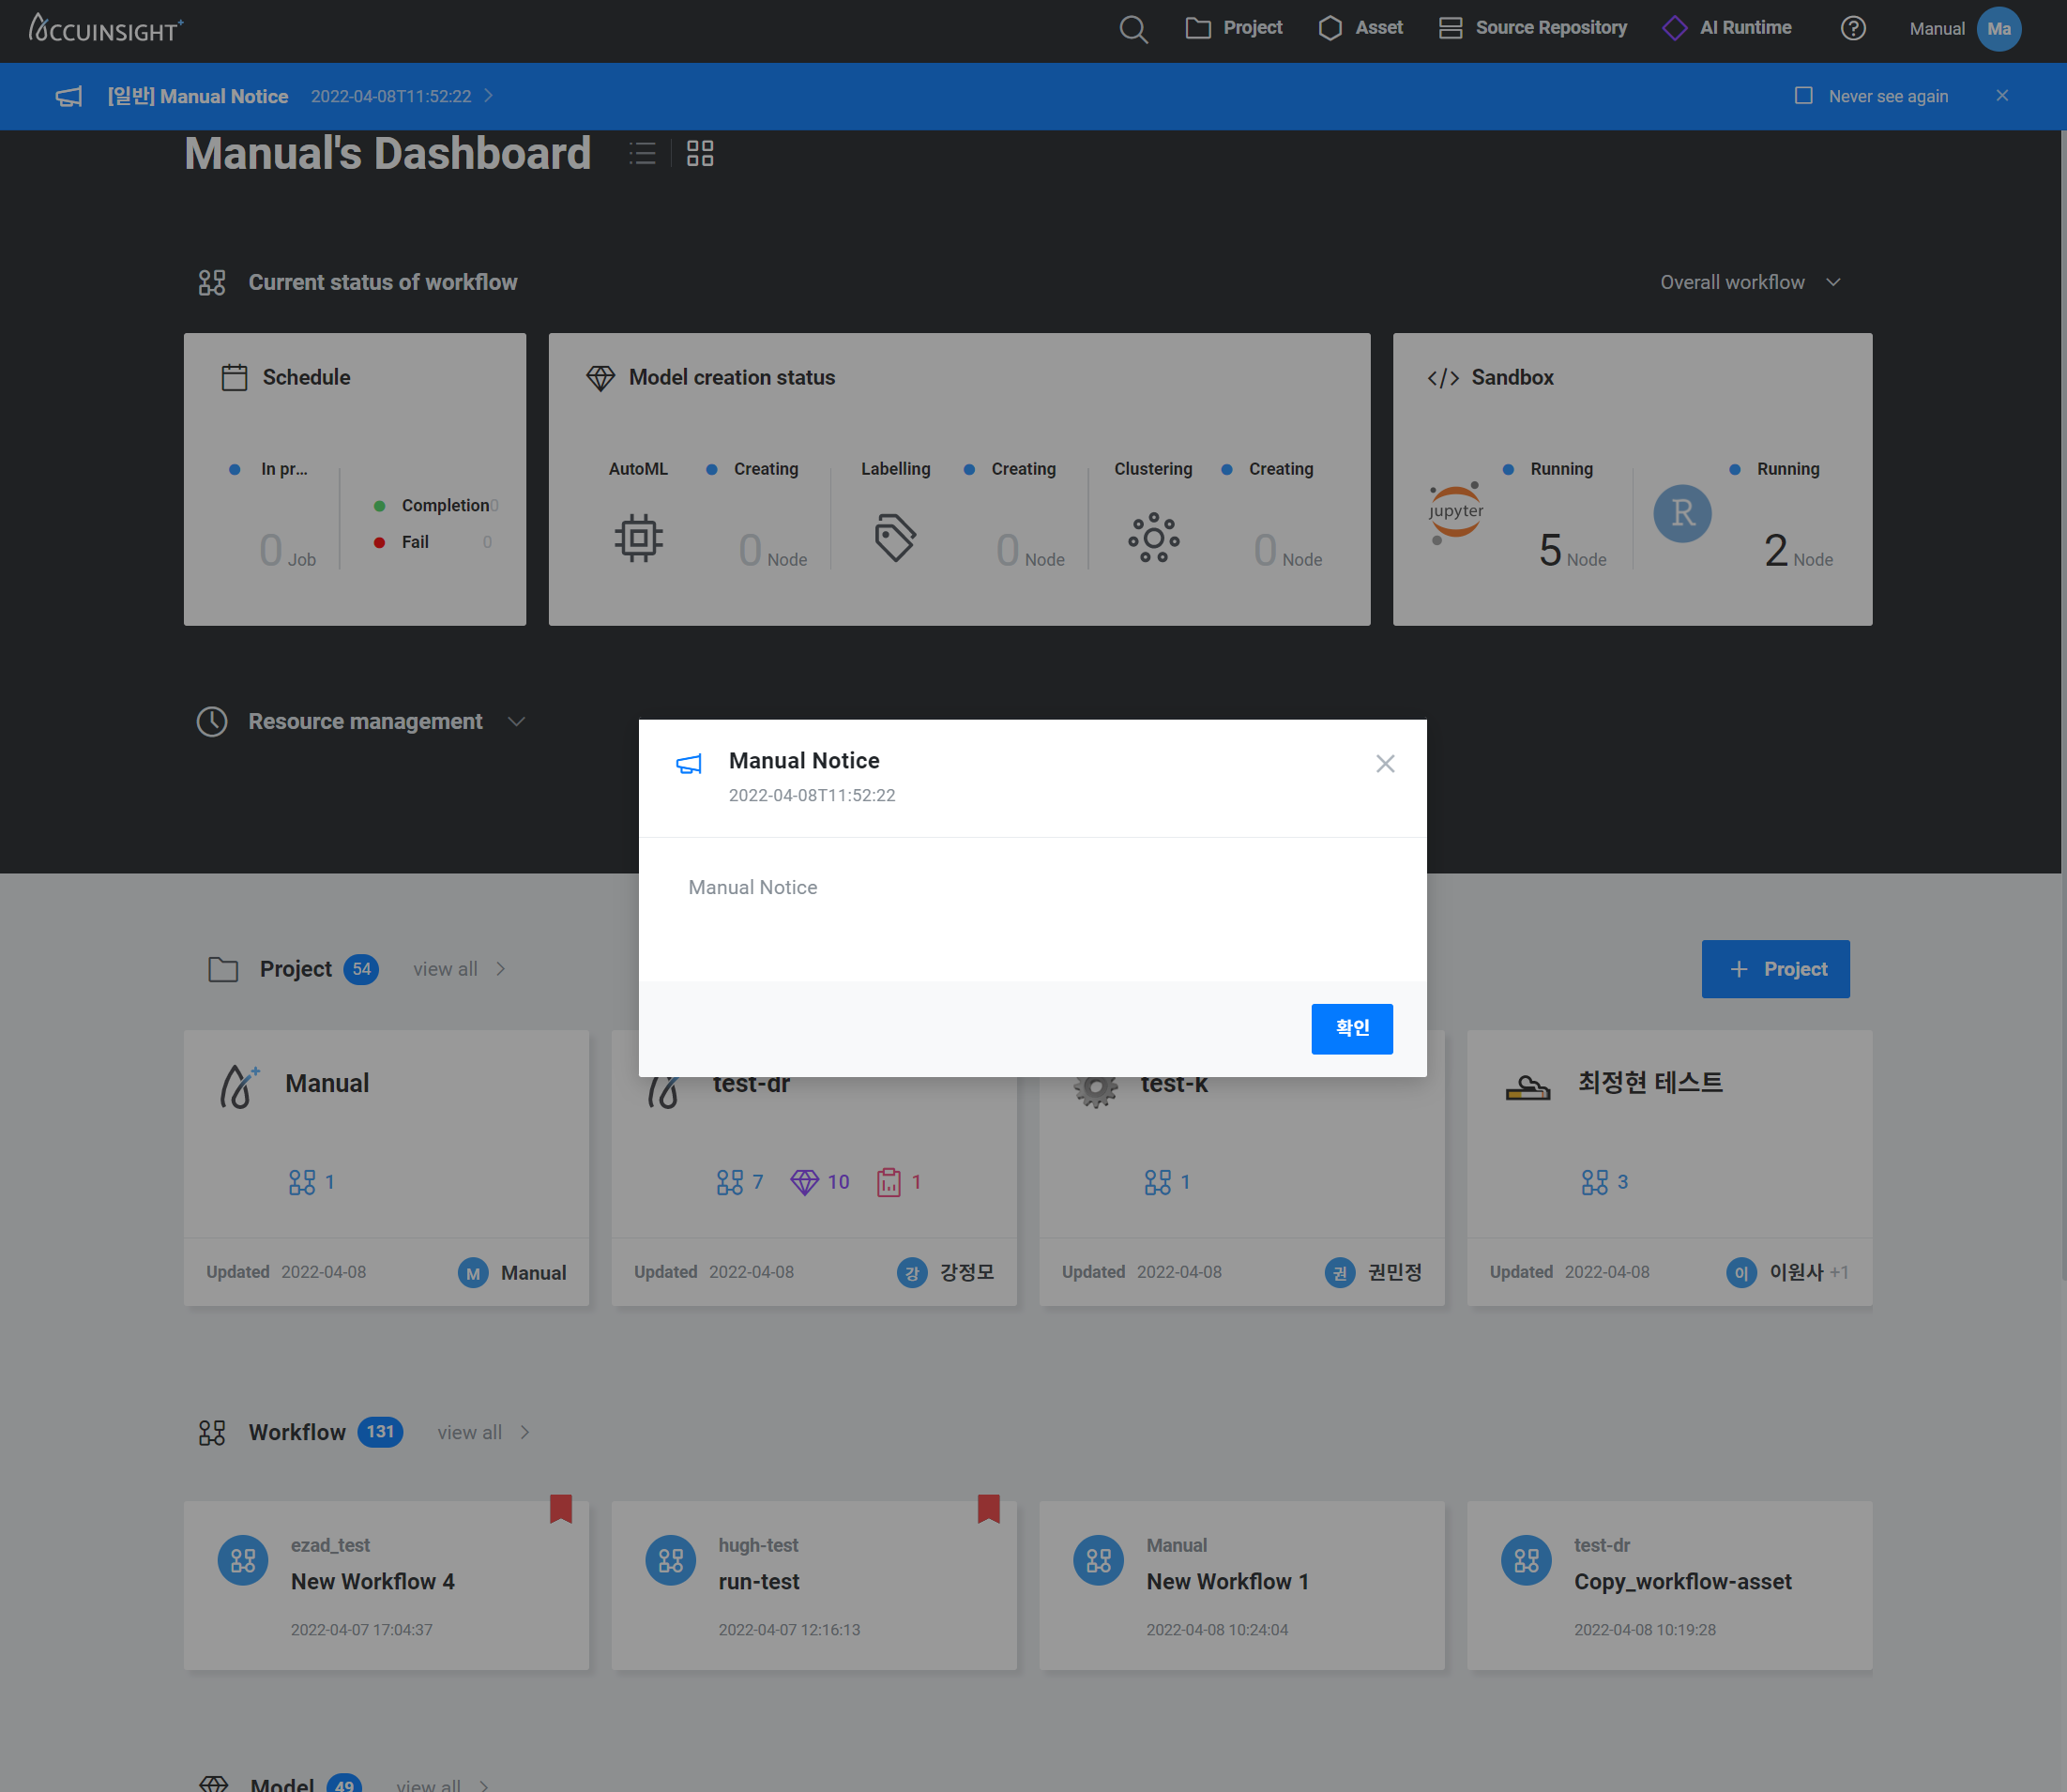 ACCUINSIGHT+
Project
Asset
Source Repository
AI Runtime
Manual
Ma
[일반] Manual Notice
2022-04-08T11:52:22
Never see again
Manual's Dashboard
Current status of workflow
Overall workflow
Schedule
In pr...
0 Job
Completion 0
Fail 0
Model creation status
AutoML
Creating
0 Node
Labelling
Creating
0 Node
Clustering
Creating
0 Node
Sandbox
jupyter
Running
5 Node
R
Running
2 Node
Resource management
Manual Notice
2022-04-08T11:52:22
Manual Notice
확인
Project 54 view all
+ Project
Manual
1
Updated 2022-04-08
M Manual
test-dr
7 10 1
Updated 2022-04-08
강 강정모
test-k
1
Updated 2022-04-08
권 권민정
최정현 테스트
3
Updated 2022-04-08
이 이원사 +1
Workflow 131 view all
ezad_test
New Workflow 4
2022-04-07 17:04:37
hugh-test
run-test
2022-04-07 12:16:13
Manual
New Workflow 1
2022-04-08 10:24:04
test-dr
Copy_workflow-asset
2022-04-08 10:19:28
Model 49 view all